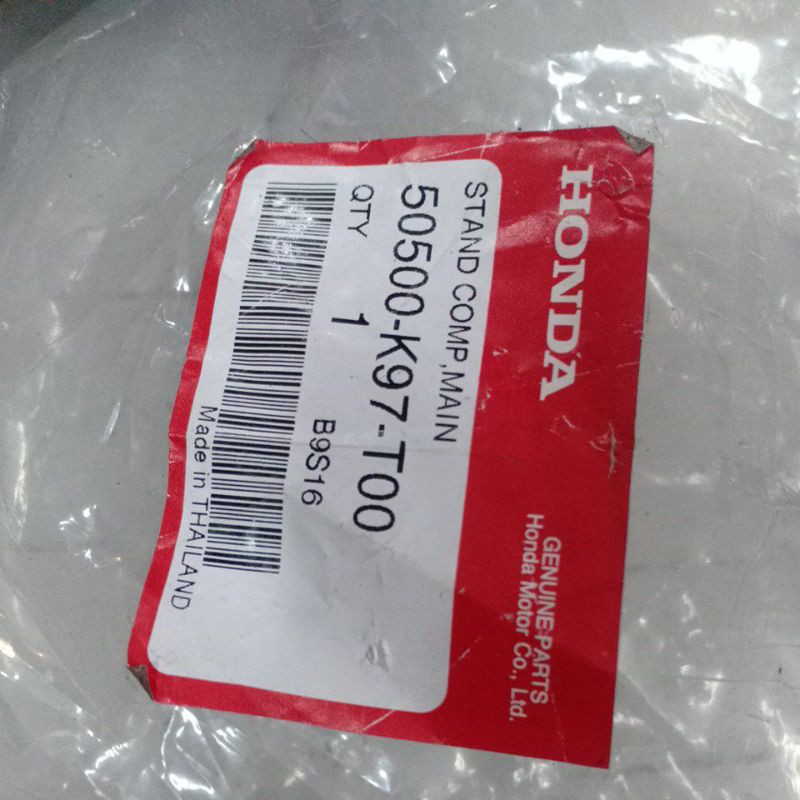 HONDA
GENUINE PARTS
Honda Motor Co., Ltd.
STAND COMP,MAIN
50500-K97-T00
QTY 1 B9S16
Made in THAILAND